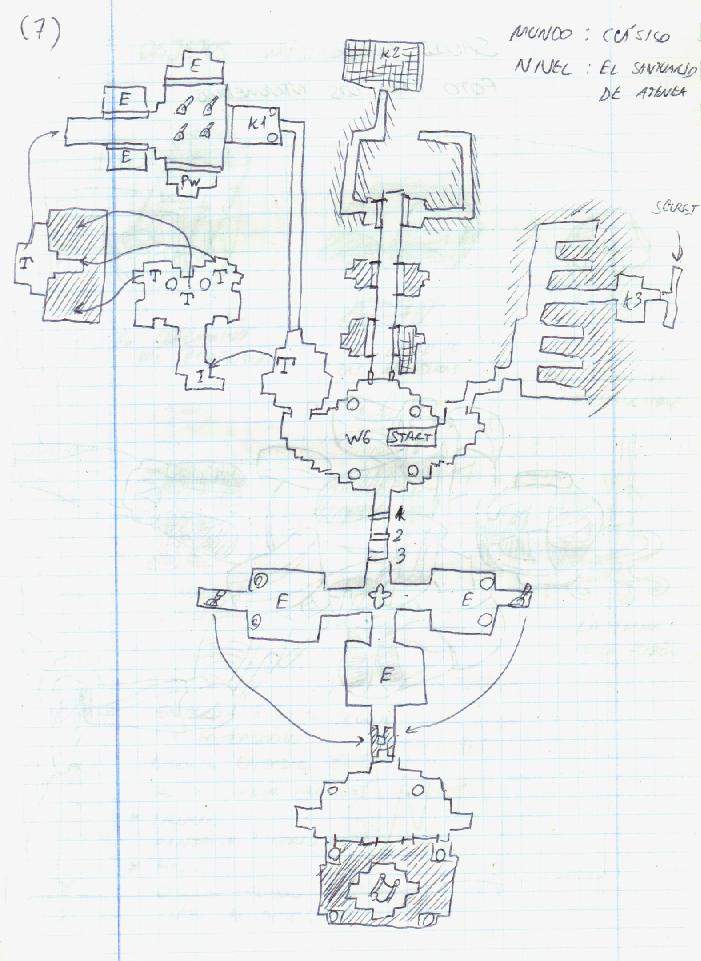 (7)
MUNDO : CLÁSICO
NIVEL : EL SANTUARIO
DE ATENEA
E
K2
E
K1
E
PW
SECRET
T
T
T
T
K3
T
T
W6
START
1
2
3
E
E
E